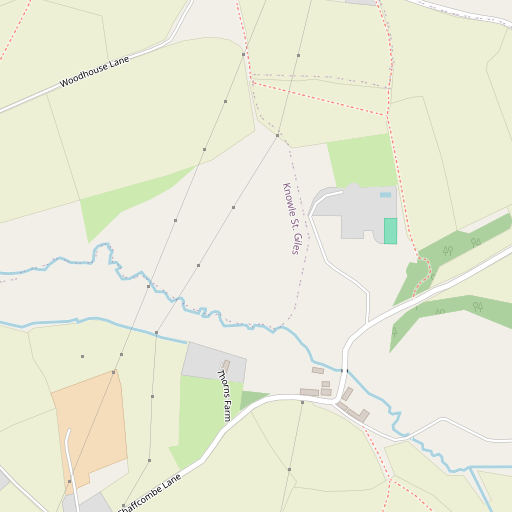 Woodhouse Lane
Knowle St. Giles
Thorns Farm
Chaffcombe Lane